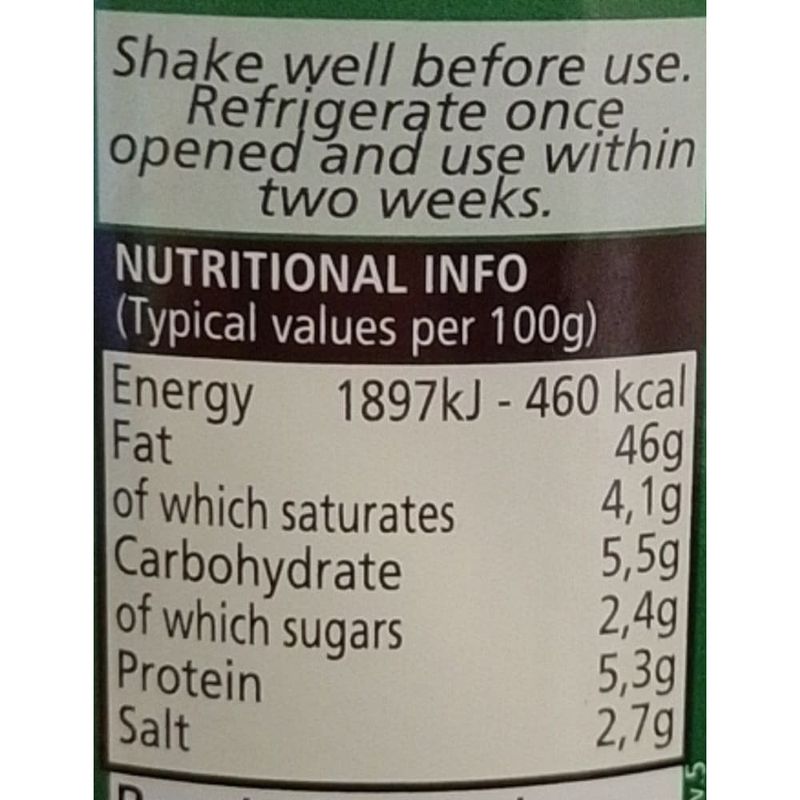 Shake well before use.
Refrigerate once
opened and use within
two weeks.
NUTRITIONAL INFO
(Typical values per 100g)
Energy 1897kJ - 460 kcal
Fat 46g
of which saturates 4,1g
Carbohydrate 5,5g
of which sugars 2,4g
Protein 5,3g
Salt 2,7g
v5